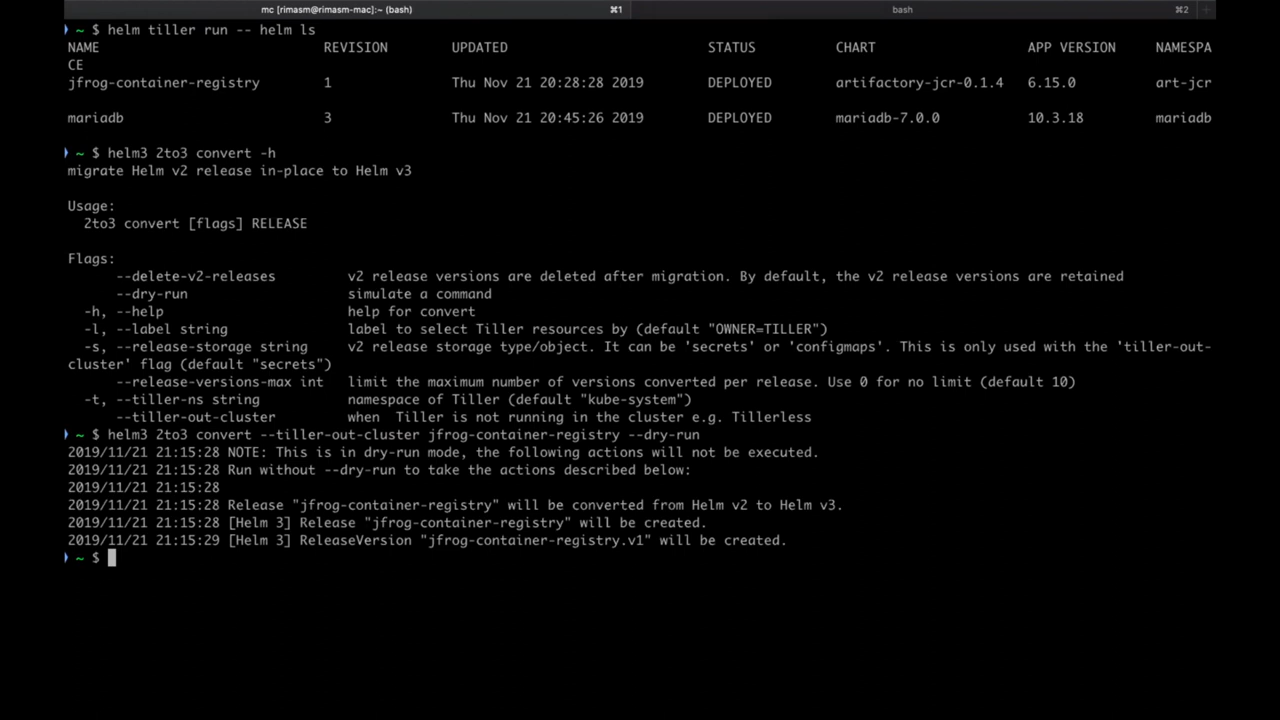 mc [rimasm@rimasm-mac]:~ (bash) ⌘1 bash ⌘2 +
~ $ helm tiller run -- helm ls
NAME REVISION UPDATED STATUS CHART APP VERSION NAMESPA
CE
jfrog-container-registry 1 Thu Nov 21 20:28:28 2019 DEPLOYED artifactory-jcr-0.1.4 6.15.0 art-jcr
mariadb 3 Thu Nov 21 20:45:26 2019 DEPLOYED mariadb-7.0.0 10.3.18 mariadb
~ $ helm3 2to3 convert -h
migrate Helm v2 release in-place to Helm v3
Usage:
2to3 convert [flags] RELEASE
Flags:
--delete-v2-releases v2 release versions are deleted after migration. By default, the v2 release versions are retained
--dry-run simulate a command
-h, --help help for convert
-l, --label string label to select Tiller resources by (default "OWNER=TILLER")
-s, --release-storage string v2 release storage type/object. It can be 'secrets' or 'configmaps'. This is only used with the 'tiller-out-
cluster' flag (default "secrets")
--release-versions-max int limit the maximum number of versions converted per release. Use 0 for no limit (default 10)
-t, --tiller-ns string namespace of Tiller (default "kube-system")
--tiller-out-cluster when Tiller is not running in the cluster e.g. Tillerless
~ $ helm3 2to3 convert --tiller-out-cluster jfrog-container-registry --dry-run
2019/11/21 21:15:28 NOTE: This is in dry-run mode, the following actions will not be executed.
2019/11/21 21:15:28 Run without --dry-run to take the actions described below:
2019/11/21 21:15:28
2019/11/21 21:15:28 Release "jfrog-container-registry" will be converted from Helm v2 to Helm v3.
2019/11/21 21:15:28 [Helm 3] Release "jfrog-container-registry" will be created.
2019/11/21 21:15:29 [Helm 3] ReleaseVersion "jfrog-container-registry.v1" will be created.
~ $